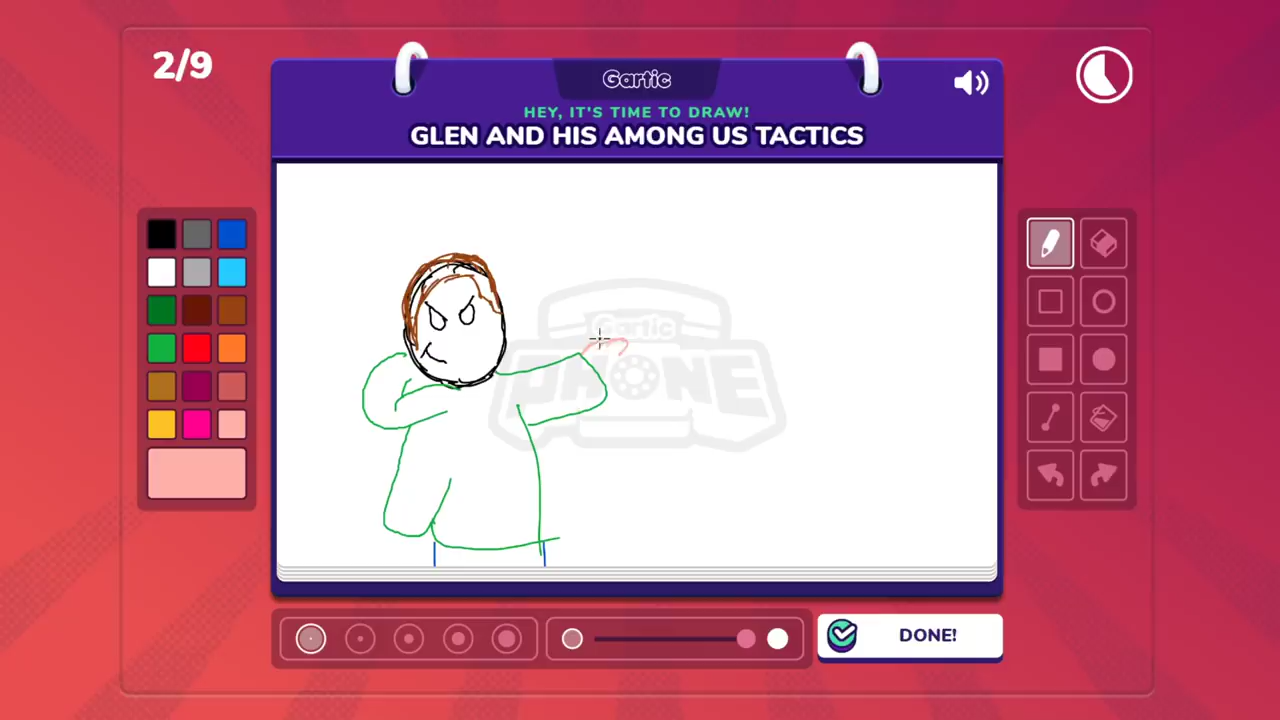 2/9
Gartic
HEY, IT'S TIME TO DRAW!
GLEN AND HIS AMONG US TACTICS
Gartic
PHONE
DONE!